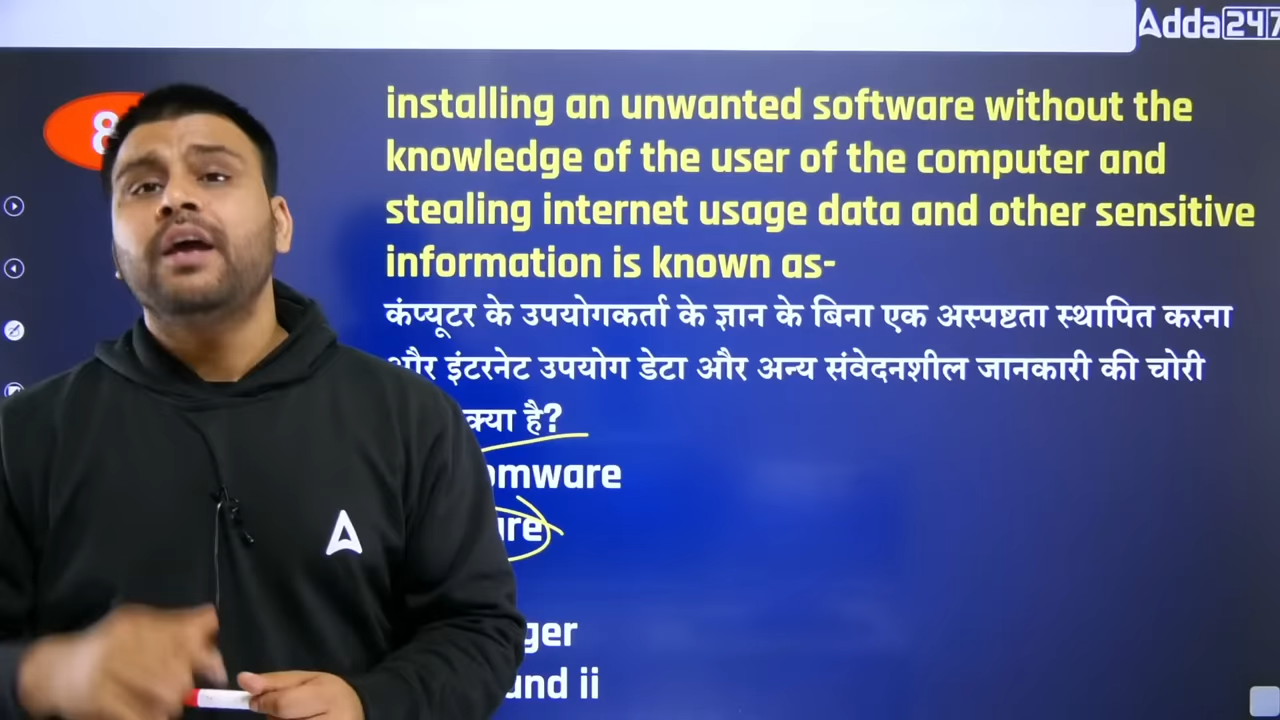 Adda247
8
installing an unwanted software without the
knowledge of the user of the computer and
stealing internet usage data and other sensitive
information is known as-
कंप्यूटर के उपयोगकर्ता के ज्ञान के बिना एक अस्पष्टता स्थापित करना
और इंटरनेट उपयोग डेटा और अन्य संवेदनशील जानकारी की चोरी
क्या है?
omware
ger
und ii